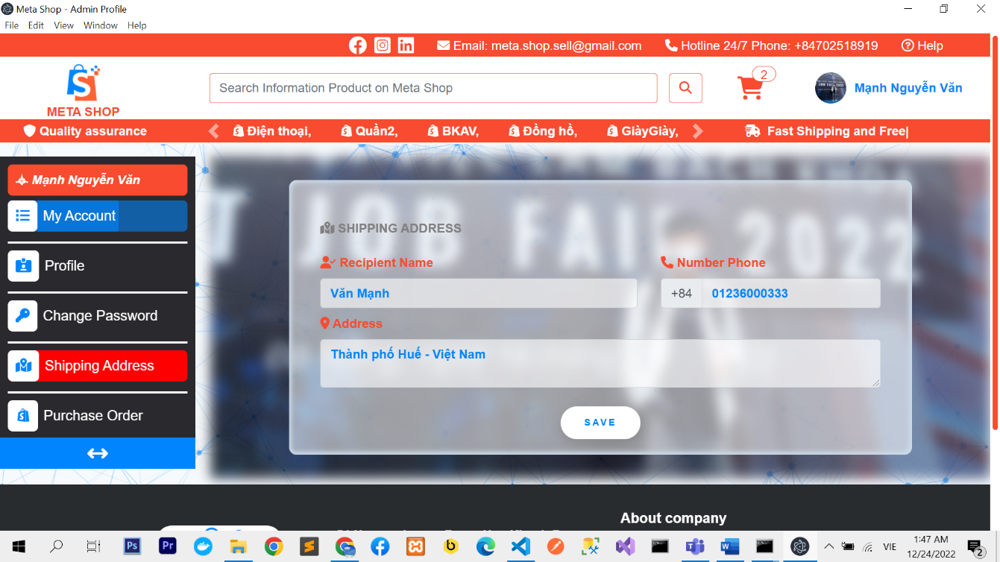 Meta Shop - Admin Profile
File Edit View Window Help
Email: meta.shop.sell@gmail.com Hotline 24/7 Phone: +84702518919 Help
Search Information Product on Meta Shop
2
Mạnh Nguyễn Văn
META SHOP
Quality assurance Điện thoại, Quần2, BKAV, Đồng hồ, GiàyGiày, Fast Shipping and Free|
Mạnh Nguyễn Văn
My Account
Profile
Change Password
Shipping Address
Purchase Order
JOB FAIR 2022
SHIPPING ADDRESS
Recipient Name Number Phone
Văn Mạnh +84 01236000333
Address
Thành phố Huế - Việt Nam
SAVE
About company
Ps Pr
VIE
1:47 AM
12/24/2022
2